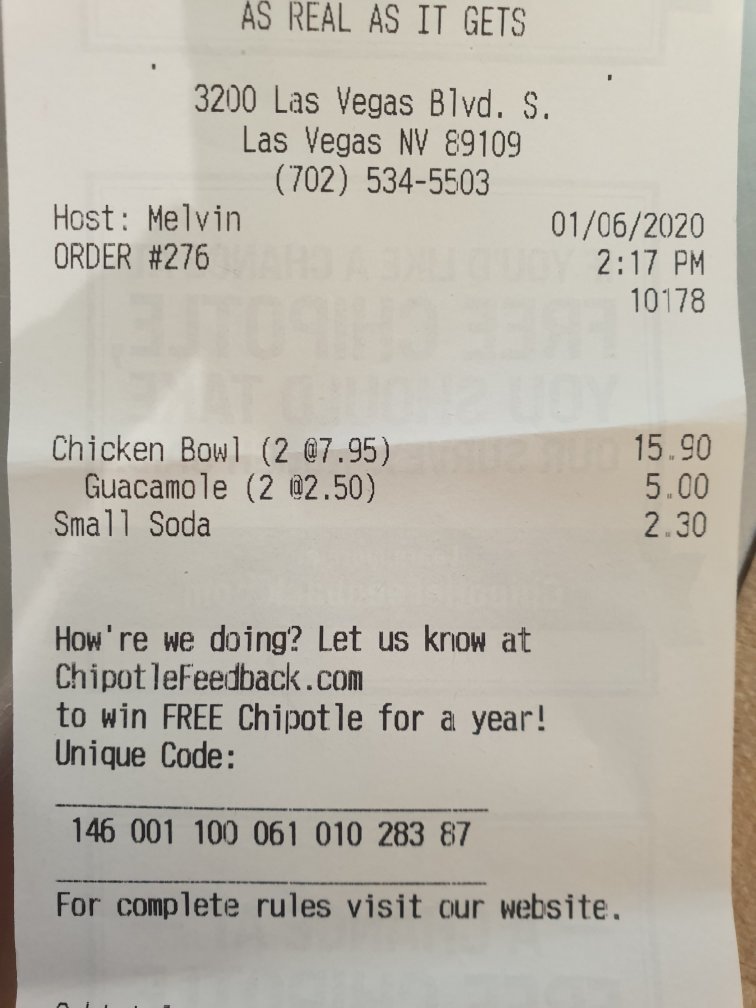 AS REAL AS IT GETS
3200 Las Vegas Blvd. S.
Las Vegas NV 89109
(702) 534-5503
Host: Melvin 01/06/2020
ORDER #276 2:17 PM
10178
Chicken Bowl (2 @7.95) 15.90
Guacamole (2 @2.50) 5.00
Small Soda 2.30
How're we doing? Let us know at
ChipotleFeedback.com
to win FREE Chipotle for a year!
Unique Code:
146 001 100 061 010 283 87
For complete rules visit our website.